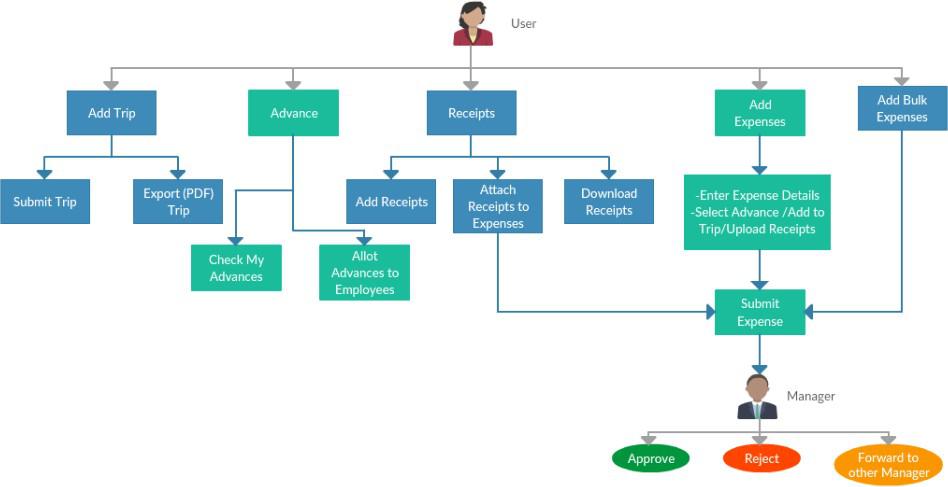 User
Add Trip
Advance
Receipts
Add
Expenses
Add Bulk
Expenses
Submit Trip
Export (PDF)
Trip
Add Receipts
Attach
Receipts to
Expenses
Download
Receipts
-Enter Expense Details
-Select Advance /Add to
Trip/Upload Receipts
Check My
Advances
Allot
Advances to
Employees
Submit
Expense
Manager
Approve
Reject
Forward to
other Manager